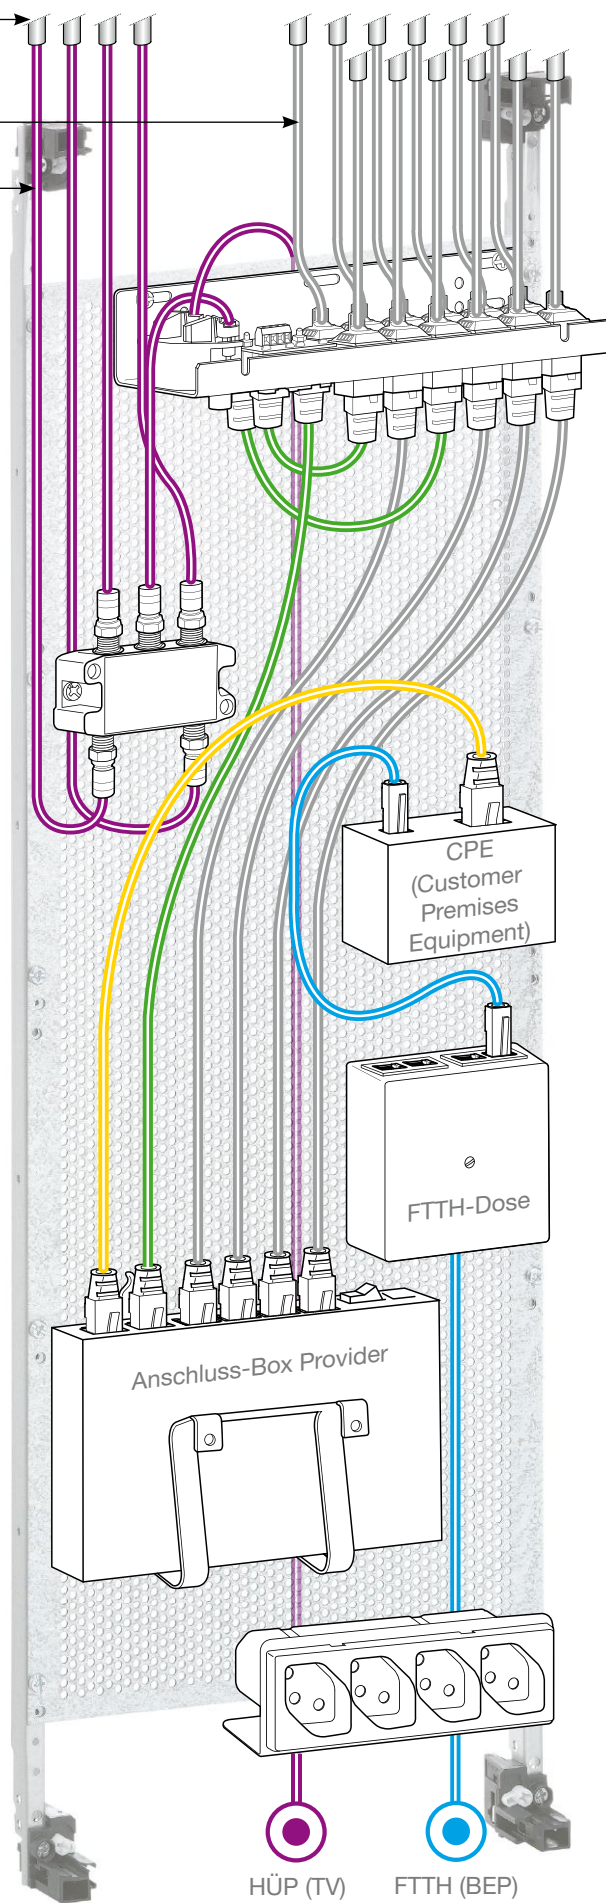 CPE
(Customer
Premises
Equipment)
FTTH-Dose
Anschluss-Box Provider
HÜP (TV)
FTTH (BEP)